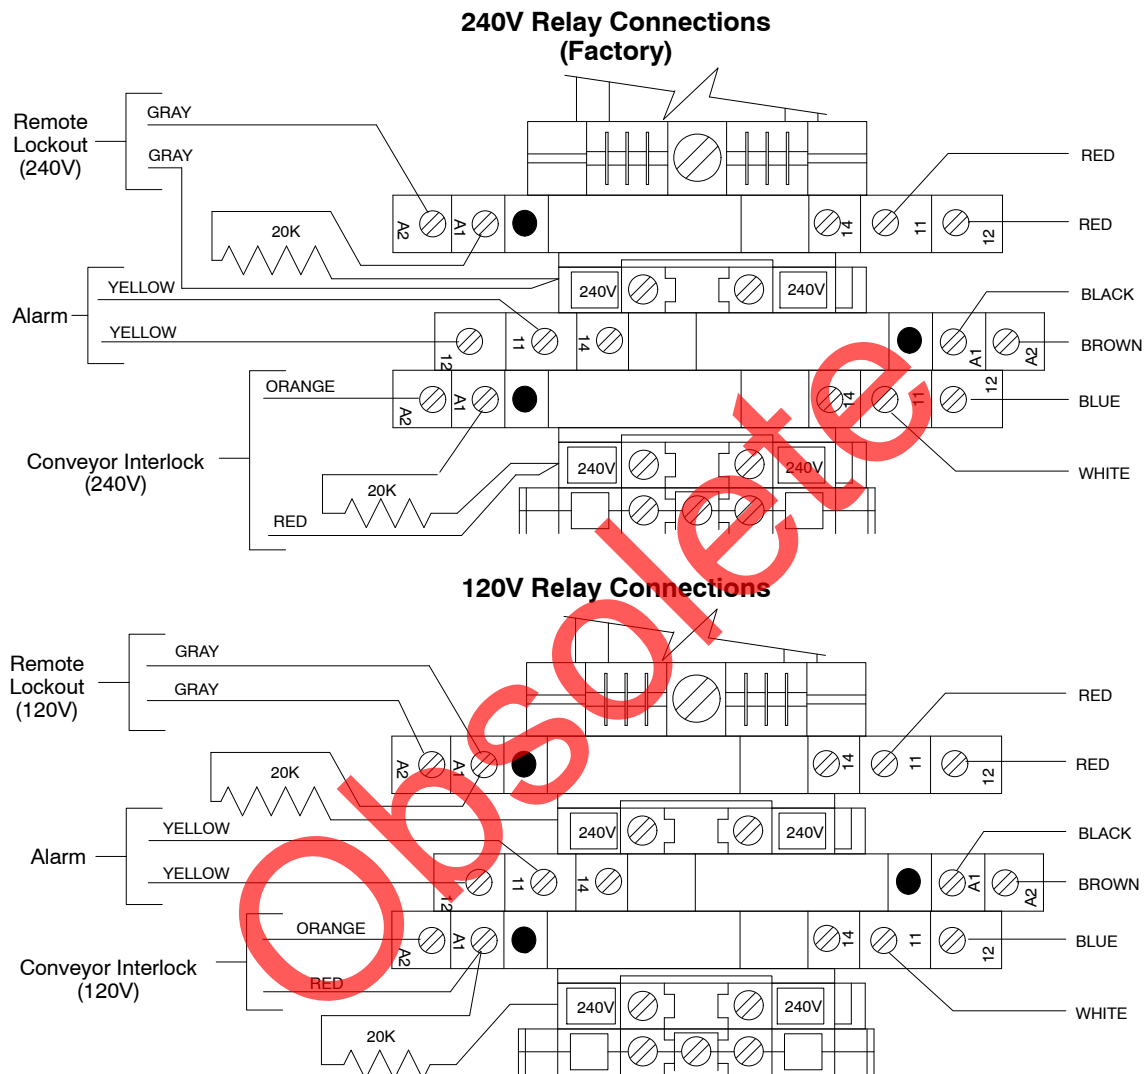 240V Relay Connections
(Factory)
Remote
Lockout
(240V)
GRAY
GRAY
RED
A2
A1
14
11
12
RED
20K
YELLOW
240V
240V
BLACK
Alarm
YELLOW
12
11
14
A1
A2
BROWN
ORANGE
A2
A1
14
11
12
BLUE
Conveyor Interlock
(240V)
240V
240V
WHITE
20K
RED
120V Relay Connections
Remote
Lockout
(120V)
GRAY
GRAY
RED
A2
A1
14
11
12
RED
20K
YELLOW
240V
240V
BLACK
Alarm
YELLOW
12
11
14
A1
A2
BROWN
ORANGE
A2
A1
14
11
12
BLUE
Conveyor Interlock
(120V)
RED
240V
240V
WHITE
20K
Obsolete